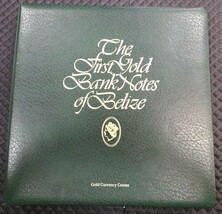 The
First Gold
Bank Notes
of Belize
Gold Currency Center